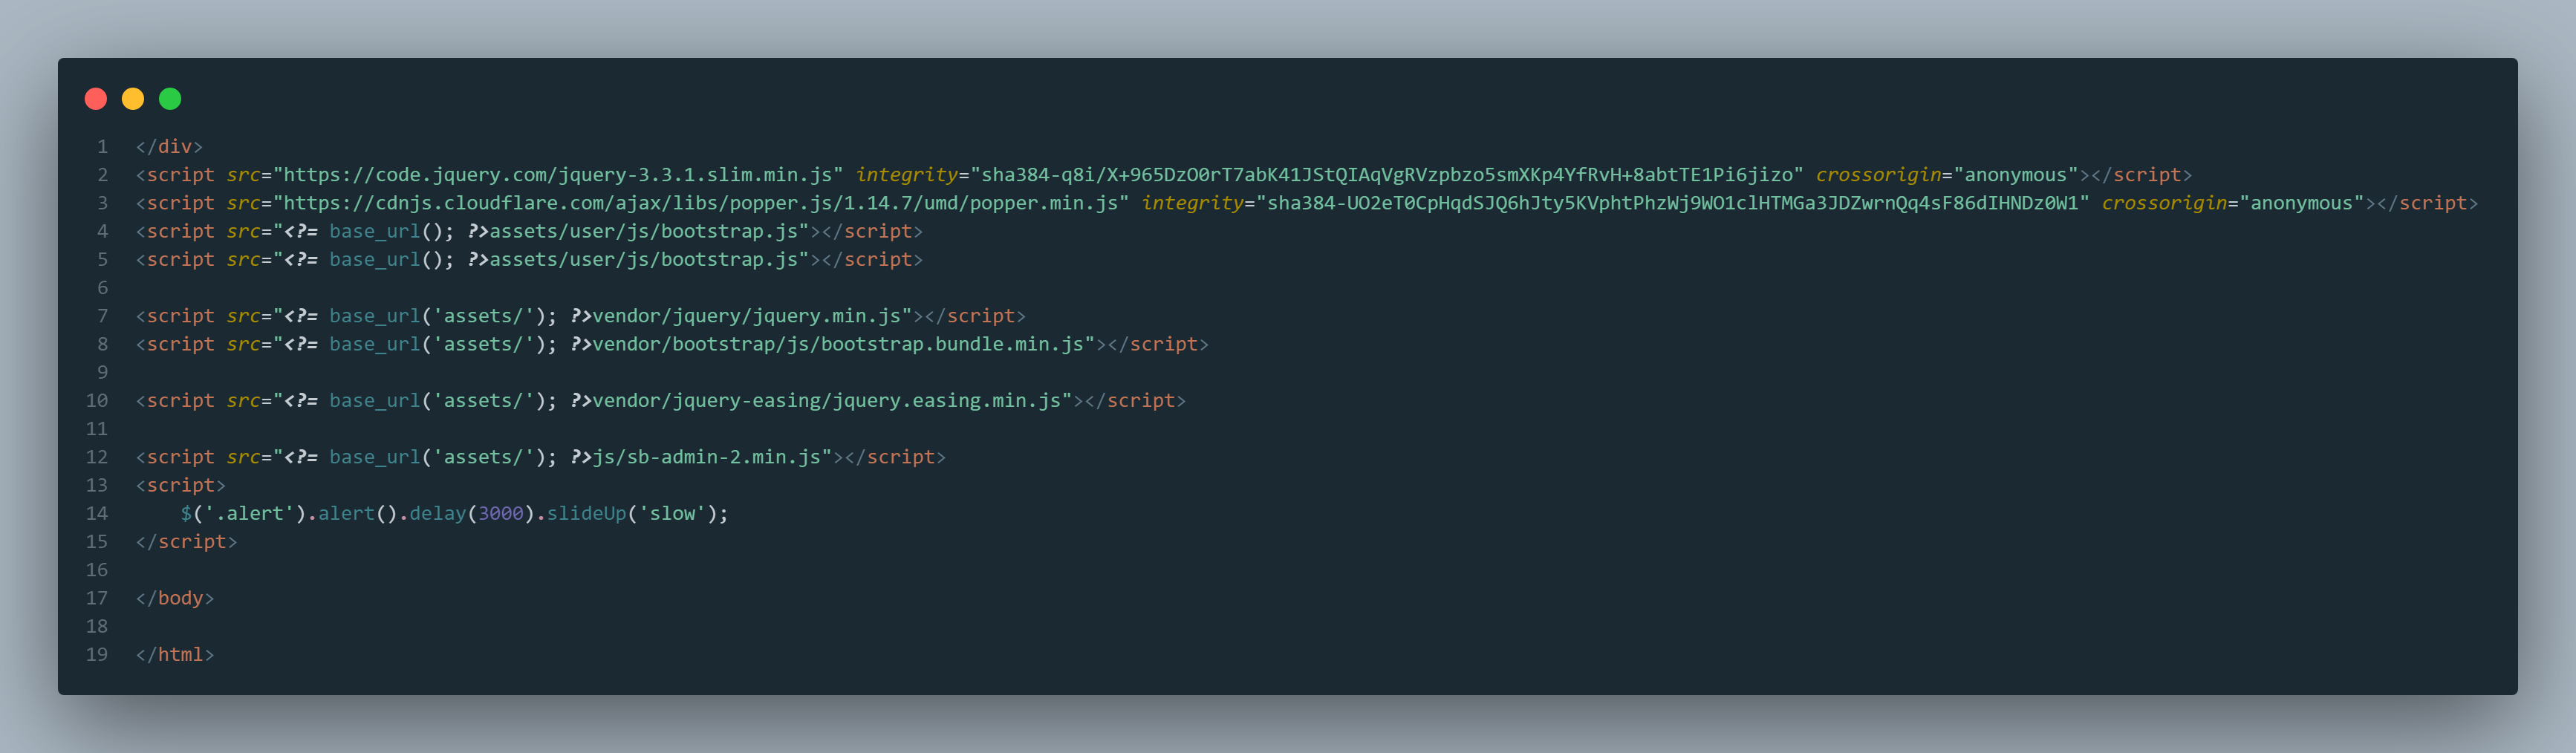 1 </div>
2 <script src="https://code.jquery.com/jquery-3.3.1.slim.min.js" integrity="sha384-q8i/X+965DzO0rT7abK41JStQIAqVgRVzpbzo5smXKp4YfRvH+8abtTE1Pi6jizo" crossorigin="anonymous"></script>
3 <script src="https://cdnjs.cloudflare.com/ajax/libs/popper.js/1.14.7/umd/popper.min.js" integrity="sha384-UO2eT0CpHqdSJQ6hJty5KVphtPhzWj9WO1clHTMGa3JDZwrnQq4sF86dIHNDz0W1" crossorigin="anonymous"></script>
4 <script src="<?= base_url(); ?>assets/user/js/bootstrap.js"></script>
5 <script src="<?= base_url(); ?>assets/user/js/bootstrap.js"></script>
6
7 <script src="<?= base_url('assets/'); ?>vendor/jquery/jquery.min.js"></script>
8 <script src="<?= base_url('assets/'); ?>vendor/bootstrap/js/bootstrap.bundle.min.js"></script>
9
10 <script src="<?= base_url('assets/'); ?>vendor/jquery-easing/jquery.easing.min.js"></script>
11
12 <script src="<?= base_url('assets/'); ?>js/sb-admin-2.min.js"></script>
13 <script>
14     $('.alert').alert().delay(3000).slideUp('slow');
15 </script>
16
17 </body>
18
19 </html>